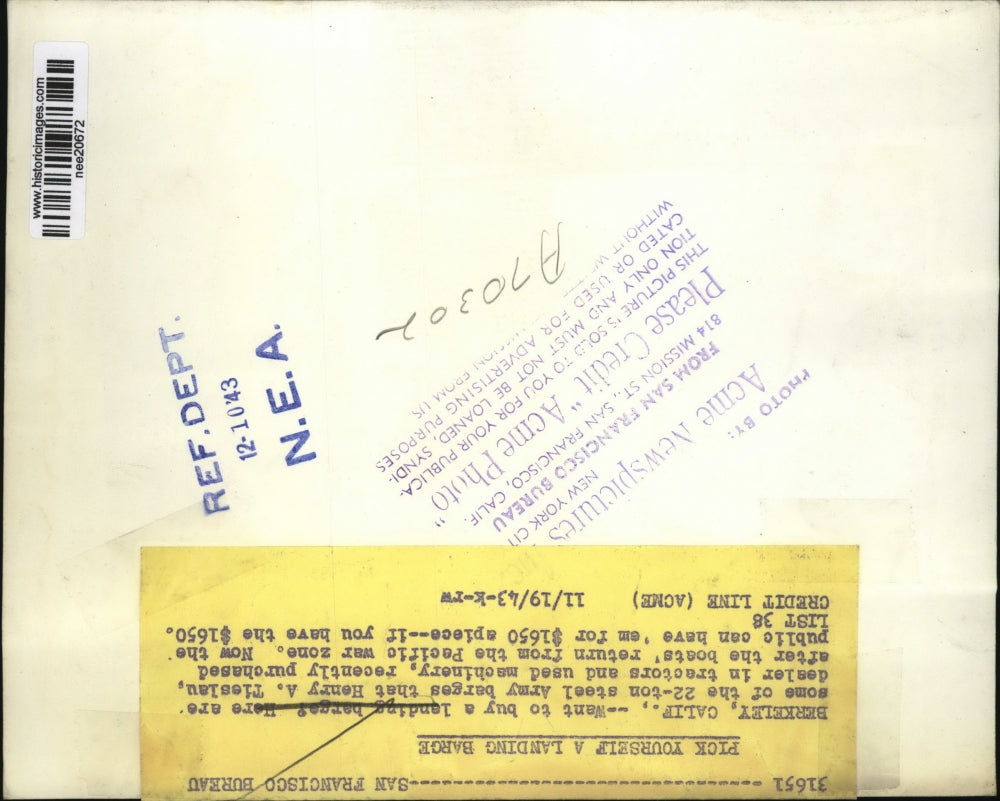 www.historicimages.com
nee20672
REF.DEPT.
12-10'43
N.E.A.
A70302
PHOTO BY:
Acme Newspictures
NEW YORK CIT
FROM SAN FRANCISCO BUREAU
814 MISSION ST., SAN FRANCISCO, CALIF.
Please Credit "Acme Photo"
THIS PICTURE IS SOLD TO YOU FOR YOUR PUBLICA-
TION ONLY AND MUST NOT BE LOANED, SYNDI-
CATED OR USED FOR ADVERTISING PURPOSES
WITHOUT FROM US
31651 -----------------------------------SAN FRANCISCO BUREAU
PICK YOURSELF A LANDING BARGE
BERKELEY, CALIF., -- Want to buy a landing barge? Here are
some of the 22-ton steel Army barges that Henry A. Tieslau,
dealer in tractors and used machinery, recently purchased
after the boats' return from the Pacific war zone. Now the
public can have 'em for $1650 apiece--if you have the $1650.
LIST 38
CREDIT LINE (ACME) 11/19/43-k-rw